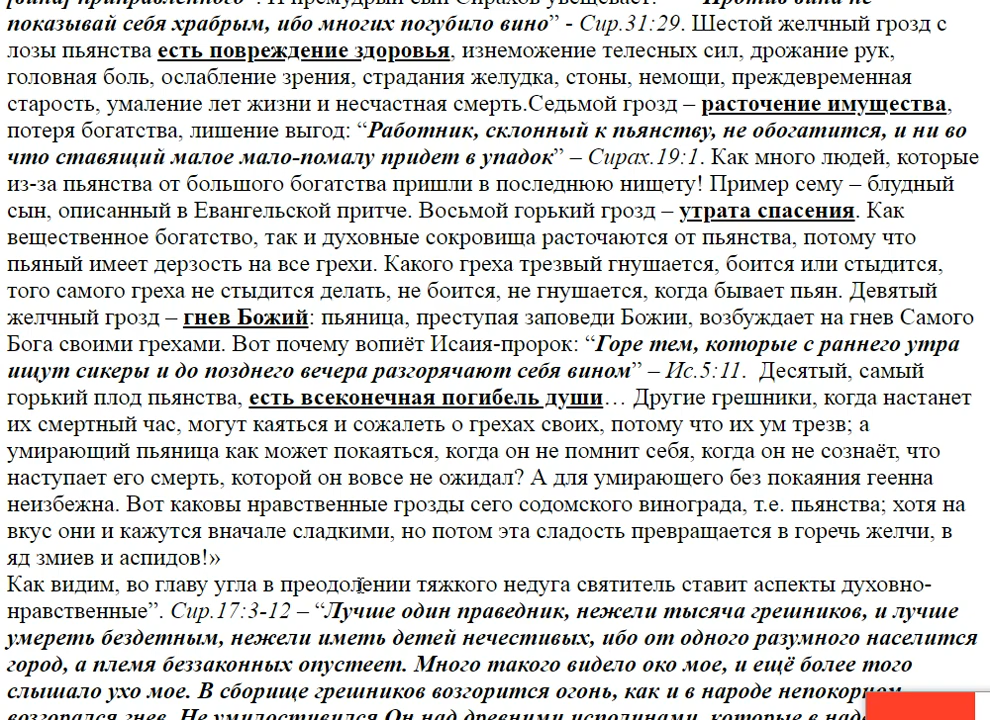 [вина] приправленного”. И премудрый сын Сирахов увещевает: “Против вина не
показывай себя храбрым, ибо многих погубило вино” - Сир.31:29. Шестой желчный грозд с
лозы пьянства есть повреждение здоровья, изнеможение телесных сил, дрожание рук,
головная боль, ослабление зрения, страдания желудка, стоны, немощи, преждевременная
старость, умаление лет жизни и несчастная смерть.Седьмой грозд – расточение имущества,
потеря богатства, лишение выгод: “Работник, склонный к пьянству, не обогатится, и ни во
что ставящий малое мало-помалу придет в упадок” – Сирах.19:1. Как много людей, которые
из-за пьянства от большого богатства пришли в последнюю нищету! Пример сему – блудный
сын, описанный в Евангельской притче. Восьмой горький грозд – утрата спасения. Как
вещественное богатство, так и духовные сокровища расточаются от пьянства, потому что
пьяный имеет дерзость на все грехи. Какого греха трезвый гнушается, боится или стыдится,
того самого греха не стыдится делать, не боится, не гнушается, когда бывает пьян. Девятый
желчный грозд – гнев Божий: пьяница, преступая заповеди Божии, возбуждает на гнев Самого
Бога своими грехами. Вот почему вопиёт Исаия-пророк: “Горе тем, которые с раннего утра
ищут сикеры и до позднего вечера разгорячают себя вином” – Ис.5:11. Десятый, самый
горький плод пьянства, есть всеконечная погибель души… Другие грешники, когда настанет
их смертный час, могут каяться и сожалеть о грехах своих, потому что их ум трезв; а
умирающий пьяница как может покаяться, когда он не помнит себя, когда он не сознаёт, что
наступает его смерть, которой он вовсе не ожидал? А для умирающего без покаяния геенна
неизбежна. Вот каковы нравственные грозды сего содомского винограда, т.е. пьянства; хотя на
вкус они и кажутся вначале сладкими, но потом эта сладость превращается в горечь желчи, в
яд змиев и аспидов!»
Как видим, во главу угла в преодолении тяжкого недуга святитель ставит аспекты духовно-
нравственные”. Сир.17:3-12 – “Лучше один праведник, нежели тысяча грешников, и лучше
умереть бездетным, нежели иметь детей нечестивых, ибо от одного разумного населится
город, а племя беззаконных опустеет. Много такого видело око мое, и ещё более того
слышало ухо мое. В сборище грешников возгорится огонь, как и в народе непокорном
возгорался гнев. Не умилостивился Он над древними исполинами, которые в